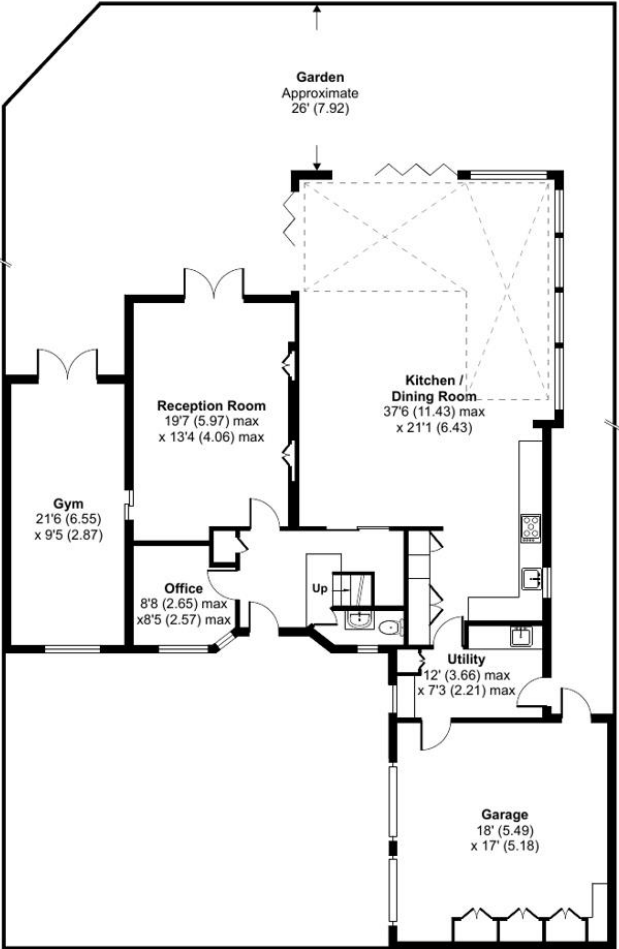 Garden
Approximate
26' (7.92)
Kitchen /
Dining Room
37'6 (11.43) max
x 21'1 (6.43)
Reception Room
19'7 (5.97) max
x 13'4 (4.06) max
Gym
21'6 (6.55)
x 9'5 (2.87)
Office
8'8 (2.65) max
x8'5 (2.57) max
Up
Utility
12' (3.66) max
x 7'3 (2.21) max
Garage
18' (5.49)
x 17' (5.18)